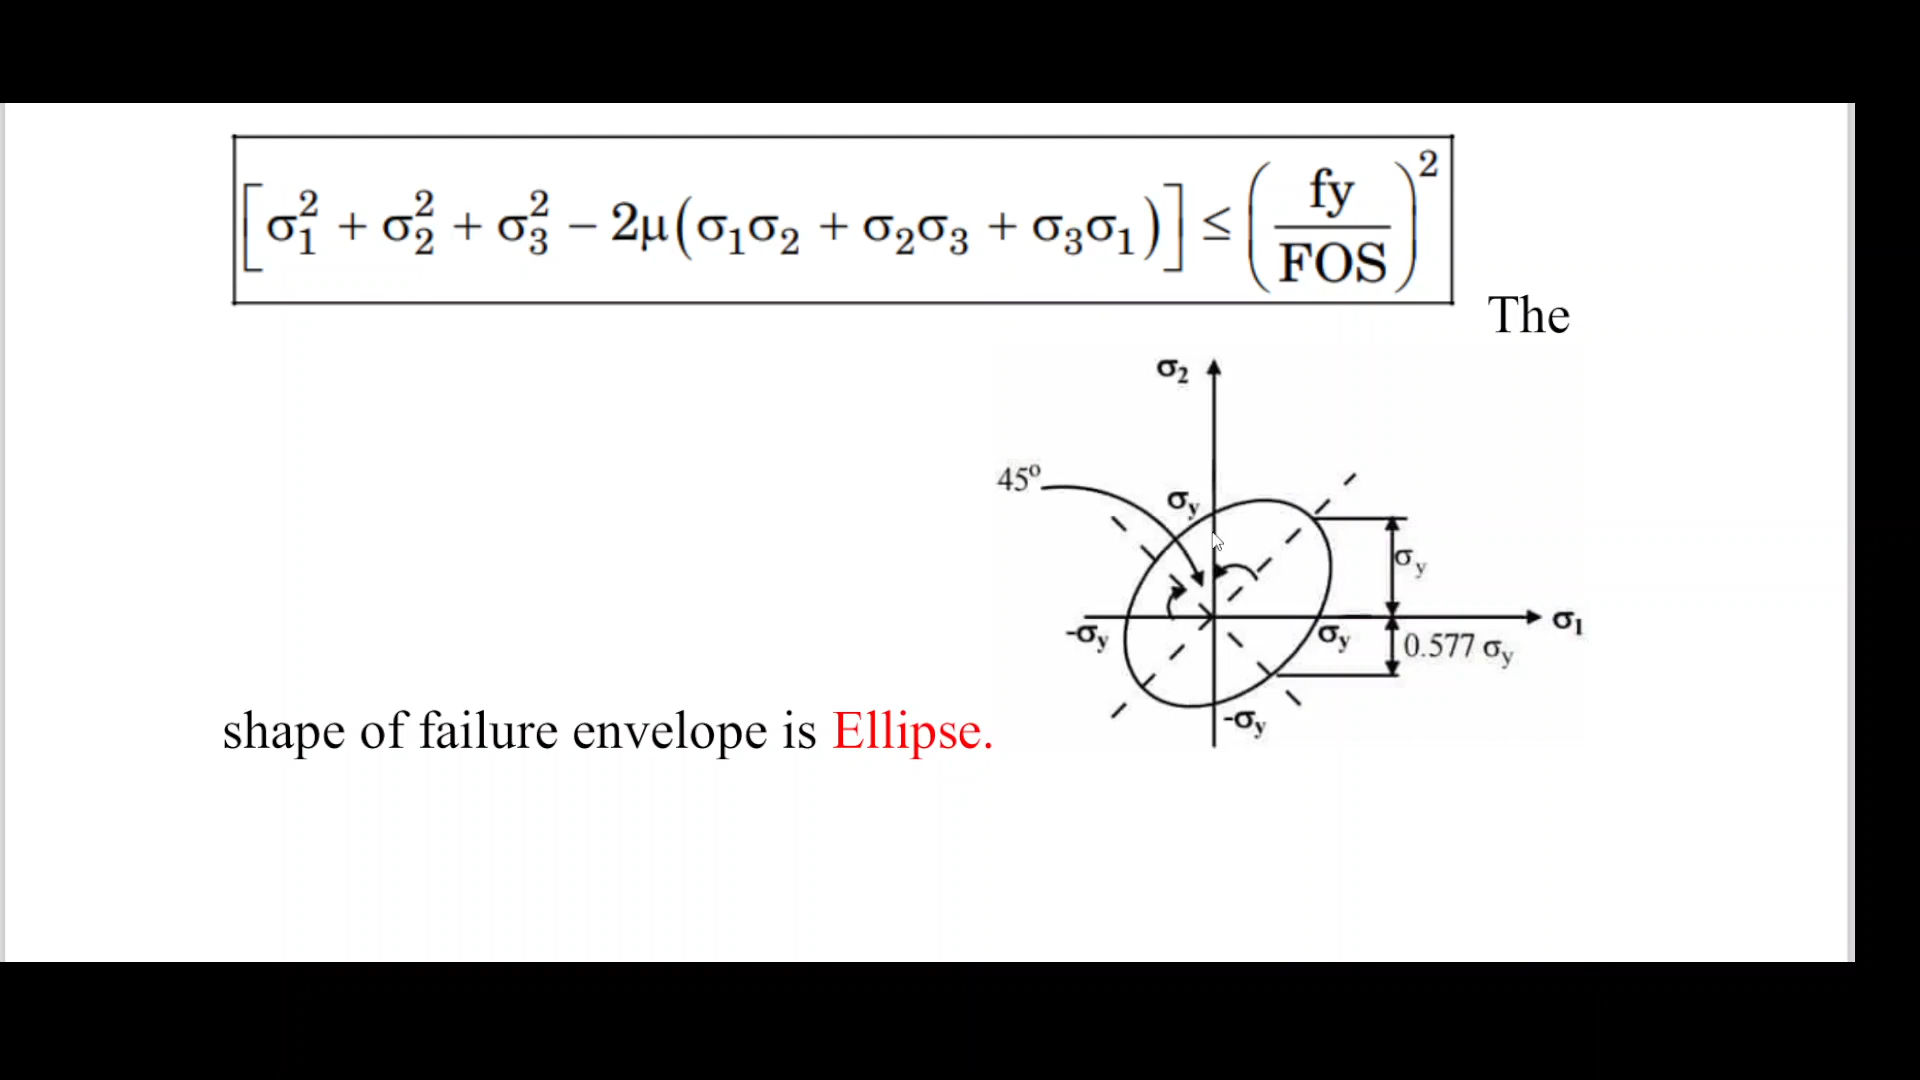 [σ₁² + σ₂² + σ₃² − 2μ(σ₁σ₂ + σ₂σ₃ + σ₃σ₁)] ≤ (fy/FOS)²
The
σ₂
45º
σy
σy
σ₁
-σy
σy
0.577 σy
-σy
shape of failure envelope is Ellipse.